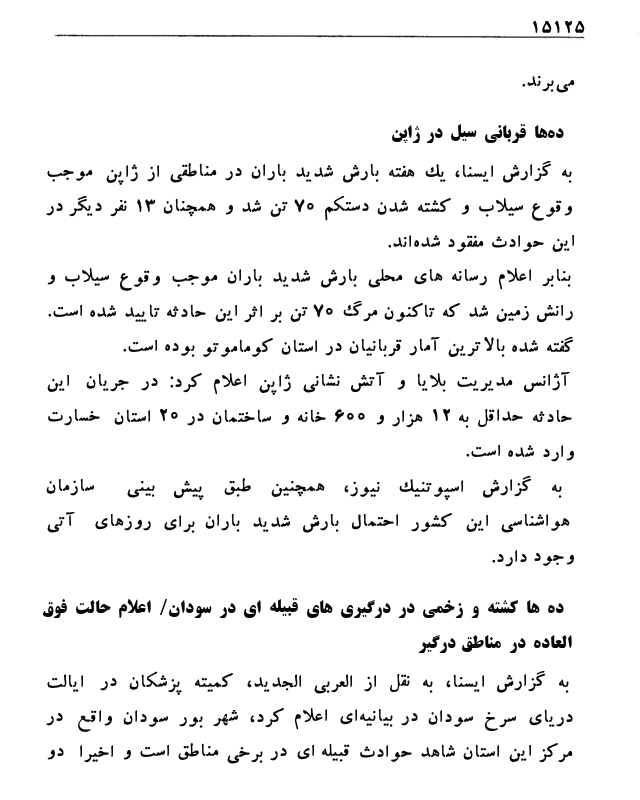 ۱۵۱۲۵
می‌برند.
ده‌ها قربانی سیل در ژاپن
به گزارش ایسنا، یك هفته بارش شدید باران در مناطقی از ژاپن موجب
وقوع سیلاب و کشته شدن دستکم ۷۰ تن شد و همچنان ۱۳ نفر دیگر در
این حوادث مفقود شده‌اند.
بنابر اعلام رسانه های محلی بارش شدید باران موجب وقوع سیلاب و
رانش زمین شد که تاکنون مرگ ۷۰ تن بر اثر این حادثه تایید شده است.
گفته شده بالاترین آمار قربانیان در استان کوماموتو بوده است.
آژانس مدیریت بلایا و آتش نشانی ژاپن اعلام کرد: در جریان این
حادثه حداقل به ۱۲ هزار و ۶۰۰ خانه و ساختمان در ۲۰ استان خسارت
وارد شده است.
به گزارش اسپوتنیك نیوز، همچنین طبق پیش بینی سازمان
هواشناسی این کشور احتمال بارش شدید باران برای روزهای آتی
وجود دارد.
ده ها کشته و زخمی در درگیری های قبیله ای در سودان/ اعلام حالت فوق
العاده در مناطق درگیر
به گزارش ایسنا، به نقل از العربی الجدید، کمیته پزشکان در ایالت
دریای سرخ سودان در بیانیه‌ای اعلام کرد، شهر بور سودان واقع در
مرکز این استان شاهد حوادث قبیله ای در برخی مناطق است و اخیرا دو